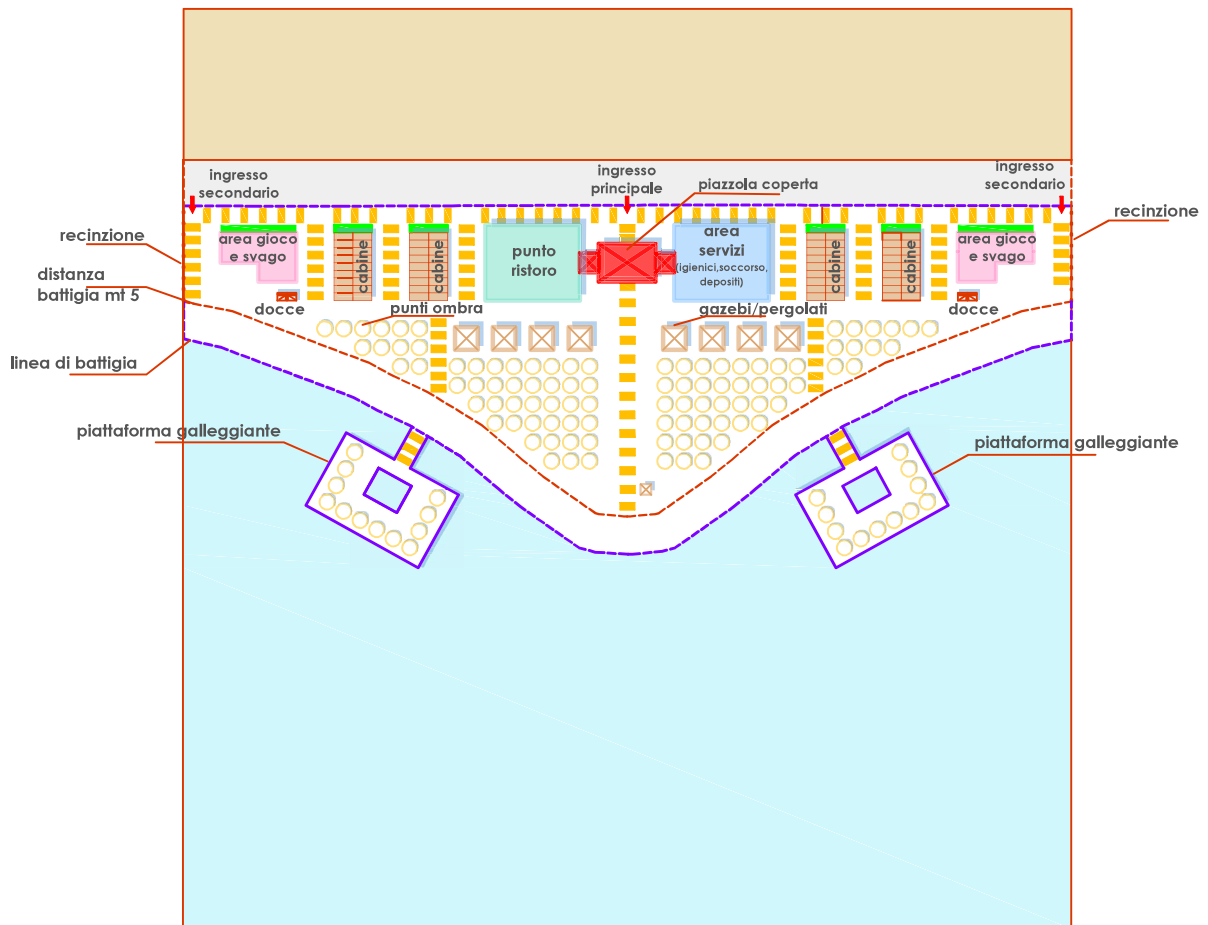 ingresso
secondario
ingresso
principale
piazzola coperta
ingresso
secondario
recinzione
recinzione
area gioco
e svago
cabine
cabine
punto
ristoro
area
servizi
(igienici,soccorso,
depositi)
cabine
cabine
area gioco
e svago
distanza
battigia mt 5
docce
punti ombra
gazebi/pergolati
docce
linea di battigia
piattaforma galleggiante
piattaforma galleggiante